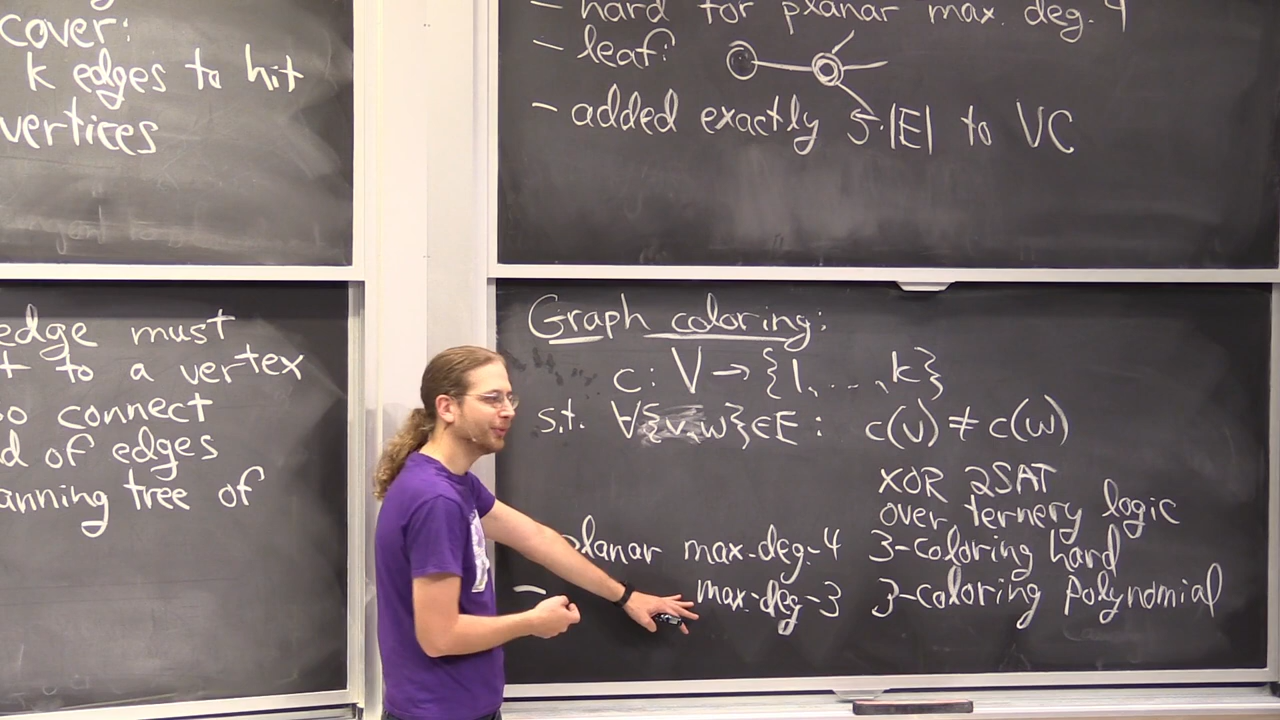 cover:
k edges to hit
vertices
edge must
to a vertex
so connect
d of edges
anning tree of
- hard for planar max. deg. 4
- leaf:
- added exactly 5·|E| to VC
Graph coloring:
c: V → {1, ..., k}
s.t. ∀{v,w}∈E : c(v) ≠ c(w)
XOR 2SAT
over ternery logic
planar max-deg-4 3-coloring hard
- max-deg-3 3-coloring polynomial